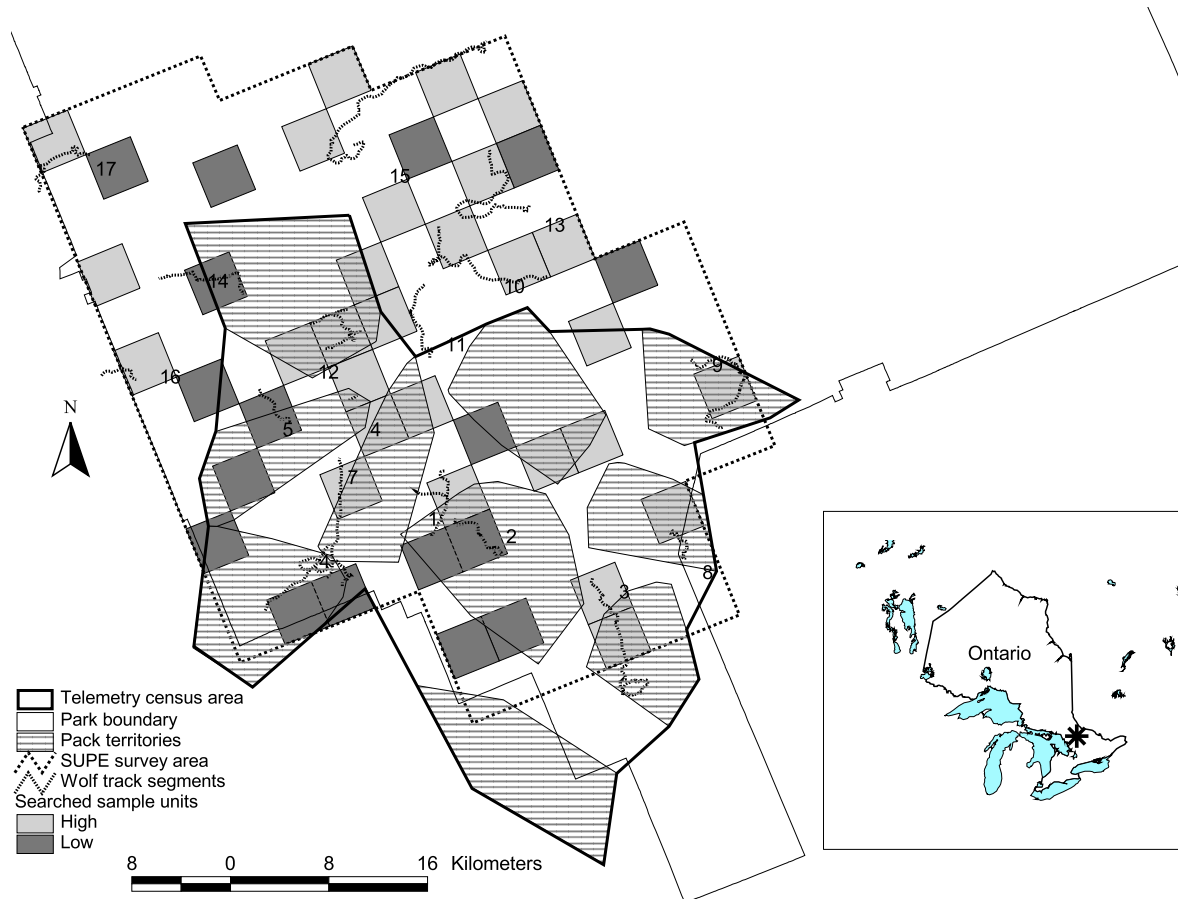 17
15
13
14
10
11
9
12
16
5
4
7
1
2
4
8
3
N
Ontario
Telemetry census area
Park boundary
Pack territories
SUPE survey area
Wolf track segments
Searched sample units
High
Low
8 0 8 16 Kilometers